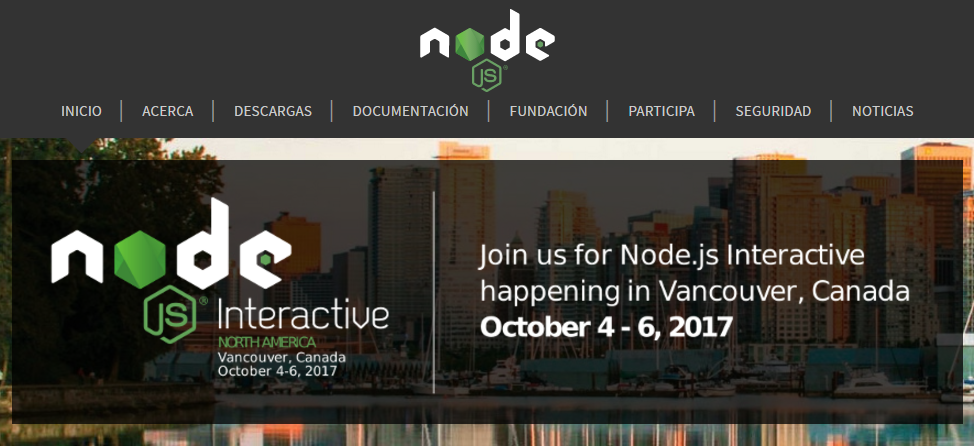 node
JS
INICIO | ACERCA | DESCARGAS | DOCUMENTACIÓN | FUNDACIÓN | PARTICIPA | SEGURIDAD | NOTICIAS
node
JS® Interactive
NORTH AMERICA
Vancouver, Canada
October 4-6, 2017
Join us for Node.js Interactive
happening in Vancouver, Canada
October 4 - 6, 2017